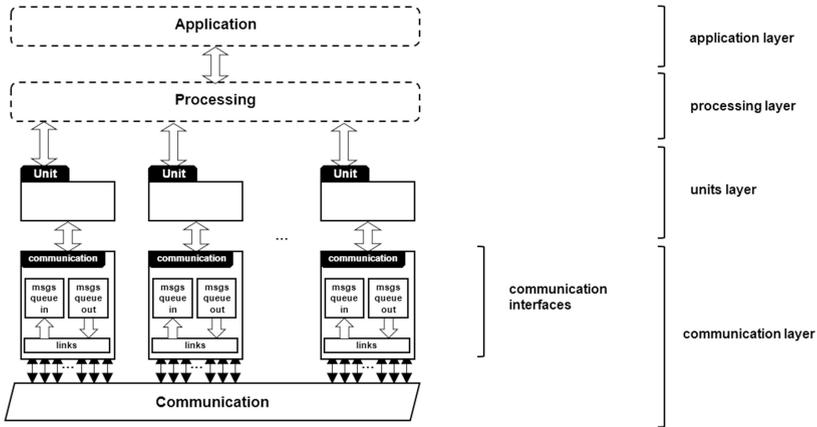 Application
application layer
Processing
processing layer
Unit
Unit
Unit
units layer
...
communication
communication
communication
msgs
queue
in
msgs
queue
out
msgs
queue
in
msgs
queue
out
msgs
queue
in
msgs
queue
out
communication
interfaces
links
links
links
communication layer
...
...
...
Communication